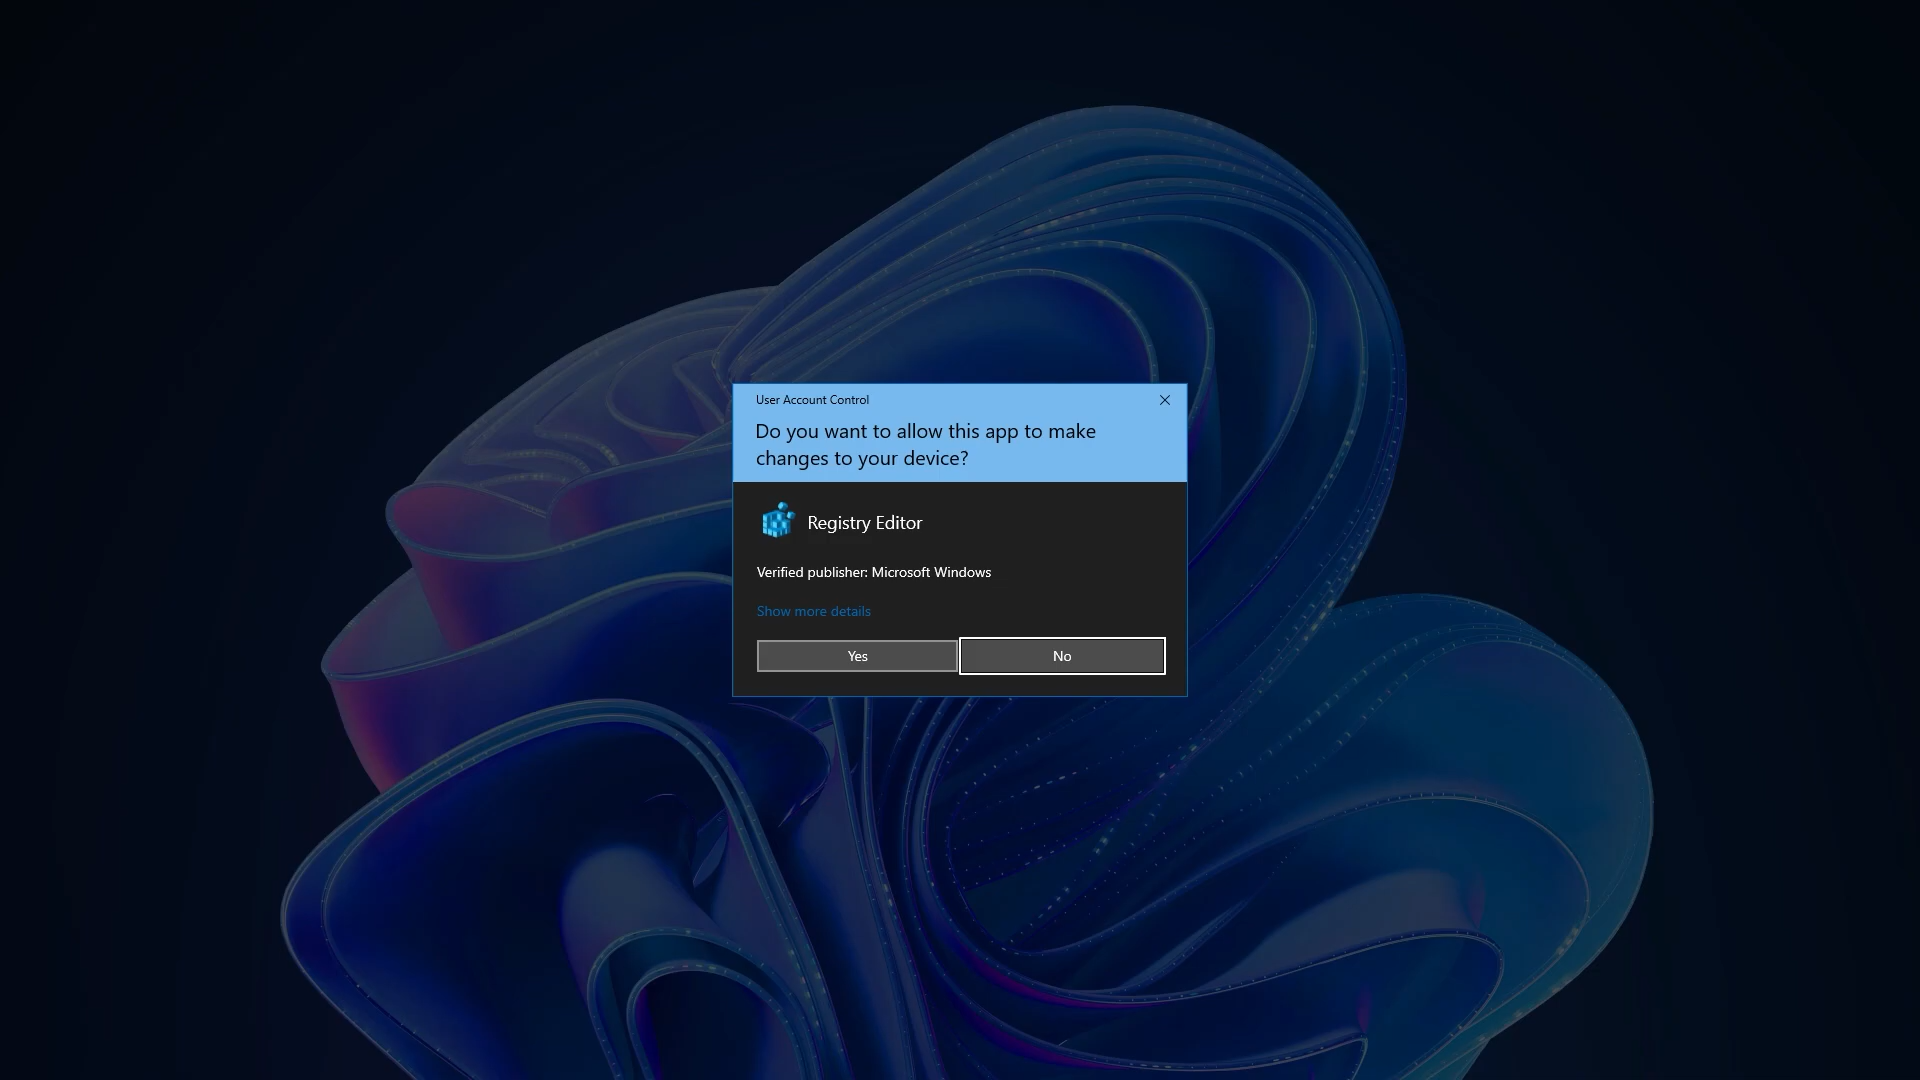 User Account Control
Do you want to allow this app to make
changes to your device?
Registry Editor
Verified publisher: Microsoft Windows
Show more details
Yes
No